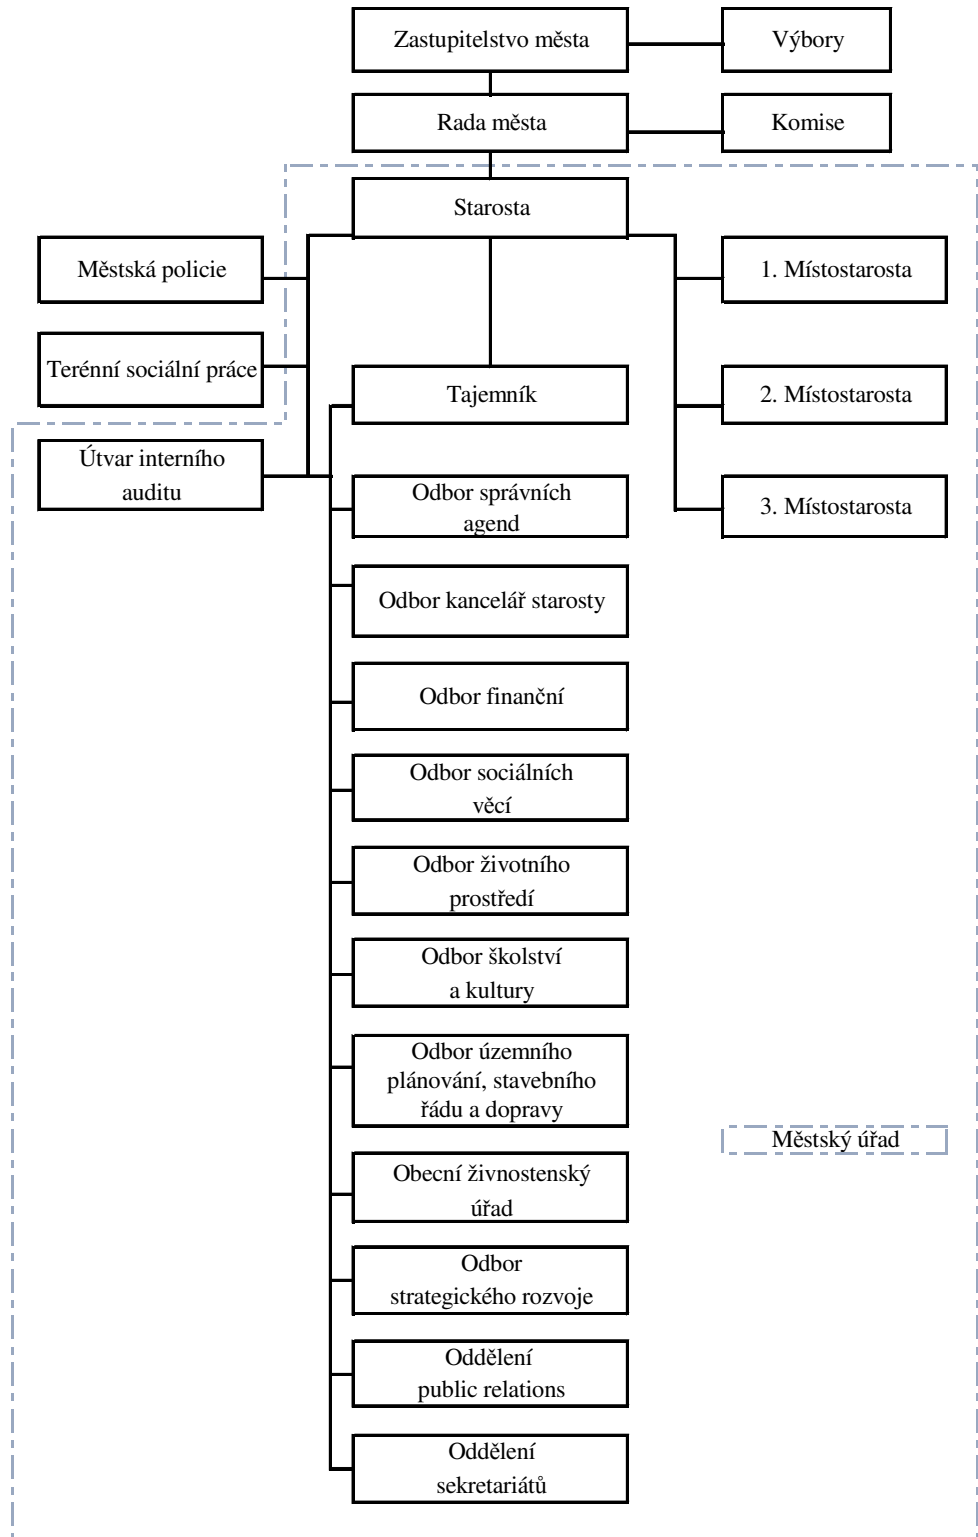 Zastupitelstvo města
Výbory
Rada města
Komise
Starosta
Městská policie
1. Místostarosta
Terénní sociální práce
Tajemník
2. Místostarosta
Útvar interního
auditu
Odbor správních
agend
3. Místostarosta
Odbor kancelář starosty
Odbor finanční
Odbor sociálních
věcí
Odbor životního
prostředí
Odbor školství
a kultury
Odbor územního
plánování, stavebního
řádu a dopravy
Městský úřad
Obecní živnostenský
úřad
Odbor
strategického rozvoje
Oddělení
public relations
Oddělení
sekretariátů